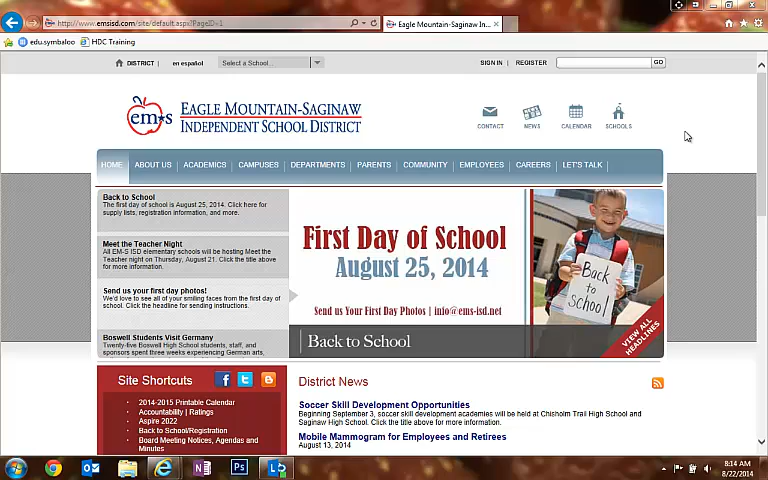 http://www.emsisd.com/site/default.aspx?PageID=1
Eagle Mountain-Saginaw In...
edu.symbaloo
HDC Training
DISTRICT
en español
Select a School...
SIGN IN
REGISTER
GO
ems
EAGLE MOUNTAIN-SAGINAW
INDEPENDENT SCHOOL DISTRICT
CONTACT
NEWS
CALENDAR
SCHOOLS
HOME
ABOUT US
ACADEMICS
CAMPUSES
DEPARTMENTS
PARENTS
COMMUNITY
EMPLOYEES
CAREERS
LET'S TALK
Back to School
The first day of school is August 25, 2014. Click here for
supply lists, registration information, and more.
Meet the Teacher Night
All EM-S ISD elementary schools will be hosting Meet the
Teacher night on Thursday, August 21. Click the title above
for more information.
Send us your first day photos!
We'd love to see all of your smiling faces from the first day of
school. Click the headline for sending instructions.
Boswell Students Visit Germany
Twenty-five Boswell High School students, staff, and
sponsors spent three weeks experiencing German arts,
First Day of School
August 25, 2014
Send us Your First Day Photos | info@ems-isd.net
Back to School
Back to School!
VIEW ALL
HEADLINES
Site Shortcuts
2014-2015 Printable Calendar
Accountability | Ratings
Aspire 2022
Back to School/Registration
Board Meeting Notices, Agendas and
Minutes
District News
Soccer Skill Development Opportunities
Beginning September 3, soccer skill development academies will be held at Chisholm Trail High School and
Saginaw High School. Click the title above for more information.
Mobile Mammogram for Employees and Retirees
August 13, 2014
8:14 AM
8/22/2014